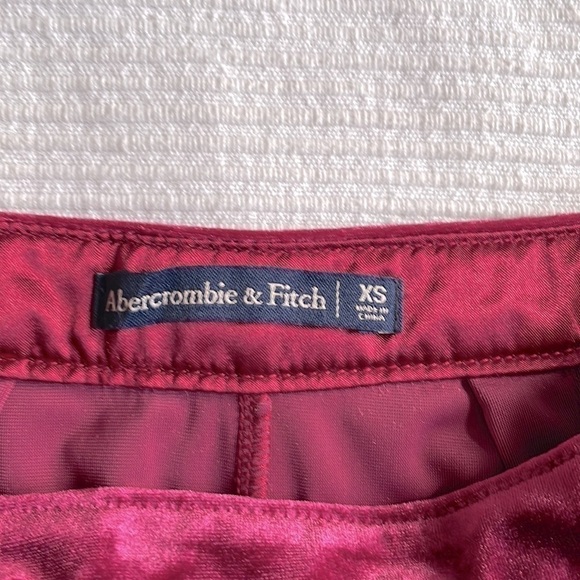 Abercrombie & Fitch | XS
MADE IN
CHINA